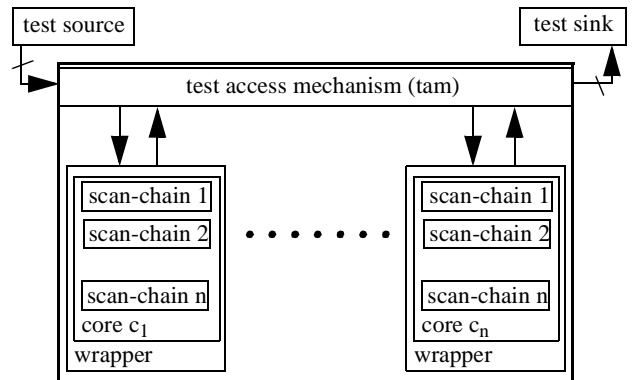 test source
test sink
test access mechanism (tam)
scan-chain 1
scan-chain 2
scan-chain n
core c1
wrapper
scan-chain 1
scan-chain 2
scan-chain n
core cn
wrapper